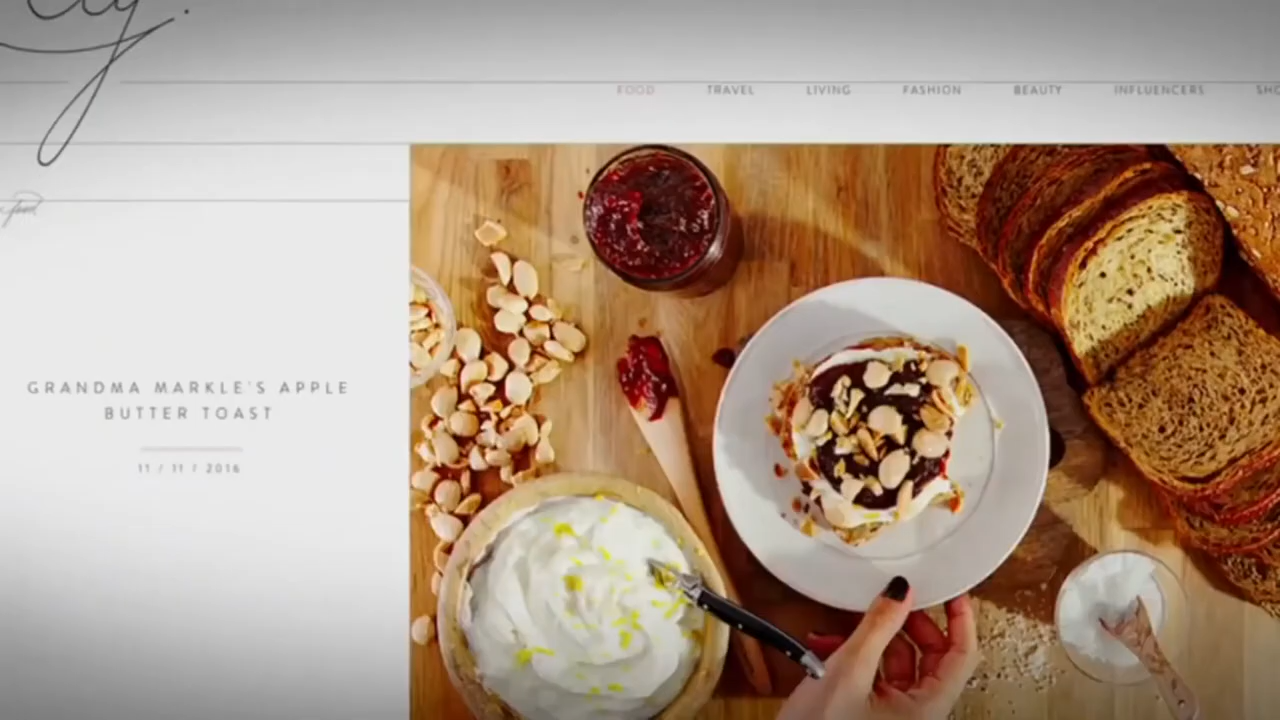 FOOD TRAVEL LIVING FASHION BEAUTY INFLUENCERS
GRANDMA MARKLE'S APPLE
BUTTER TOAST
11 / 11 / 2016